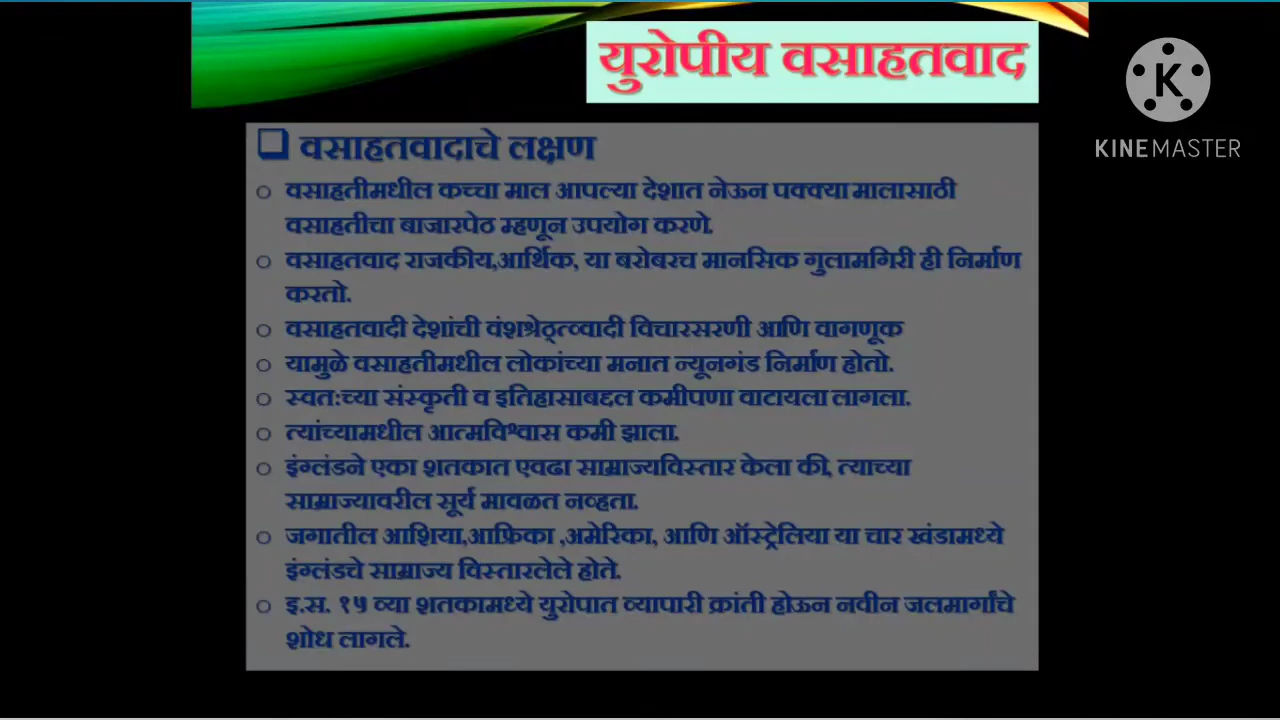 युरोपीय वसाहतवाद
KINEMASTER
वसाहतवादाचे लक्षण
वसाहतीमधील कच्चा माल आपल्या देशात नेऊन पक्क्या मालासाठी
वसाहतीचा बाजारपेठ म्हणून उपयोग करणे.
वसाहतवाद राजकीय,आर्थिक, या बरोबरच मानसिक गुलामगिरी ही निर्माण
करतो.
वसाहतवादी देशांची वंशश्रेठ्त्ववादी विचारसरणी आणि वागणूक
यामुळे वसाहतीमधील लोकांच्या मनात न्यूनगंड निर्माण होतो.
स्वतःच्या संस्कृती व इतिहासाबद्दल कमीपणा वाटायला लागला.
त्यांच्यामधील आत्मविश्वास कमी झाला.
इंग्लंडने एका शतकात एवढा साम्राज्यविस्तार केला की, त्याच्या
साम्राज्यावरील सूर्य मावळत नव्हता.
जगातील आशिया,आफ्रिका ,अमेरिका, आणि ऑस्ट्रेलिया या चार खंडामध्ये
इंग्लंडचे साम्राज्य विस्तारलेले होते.
इ.स. १५ व्या शतकामध्ये युरोपात व्यापारी क्रांती होऊन नवीन जलमार्गांचे
शोध लागले.